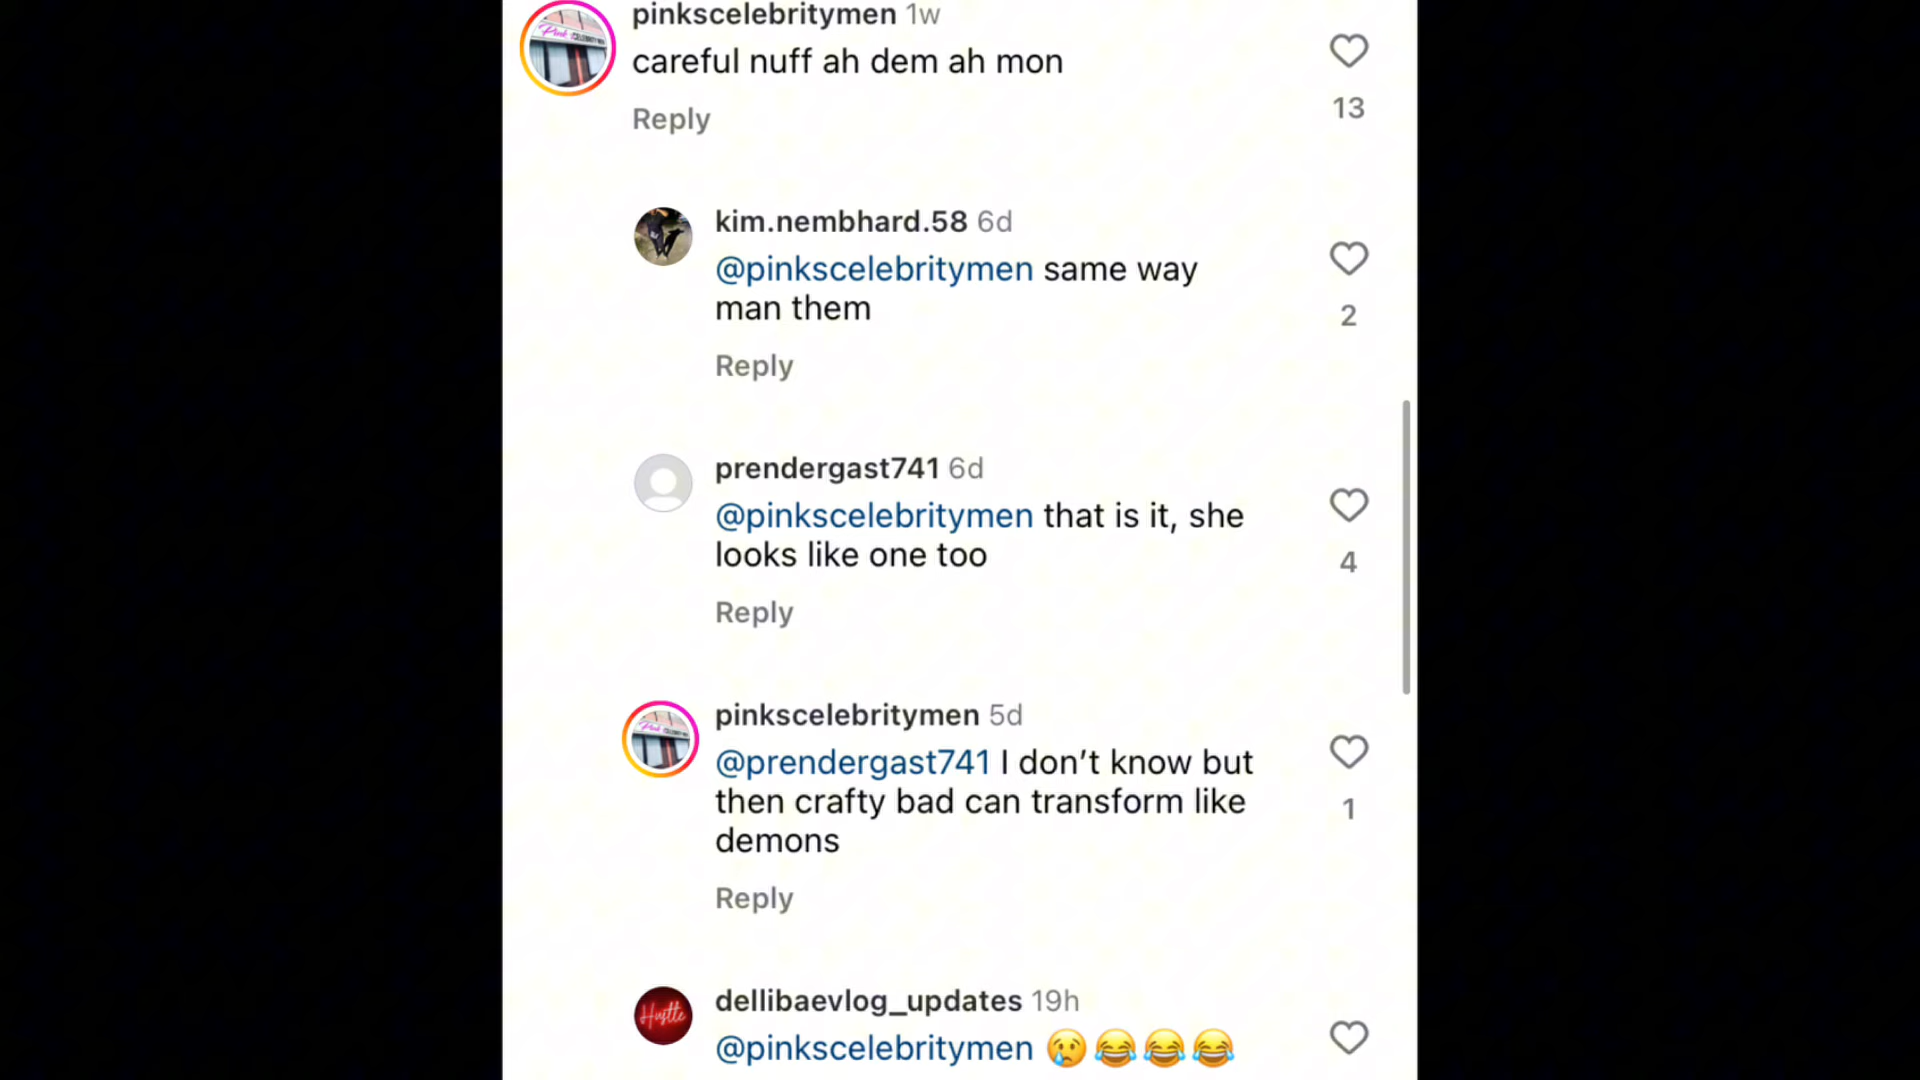 pinkscelebritymen 1w
careful nuff ah dem ah mon
13
Reply
kim.nembhard.58 6d
@pinkscelebritymen same way
man them
2
Reply
prendergast741 6d
@pinkscelebritymen that is it, she
looks like one too
4
Reply
pinkscelebritymen 5d
@prendergast741 I don’t know but
then crafty bad can transform like
demons
1
Reply
Hustle
dellibaevlog_updates 19h
@pinkscelebritymen 😢😂😂😂